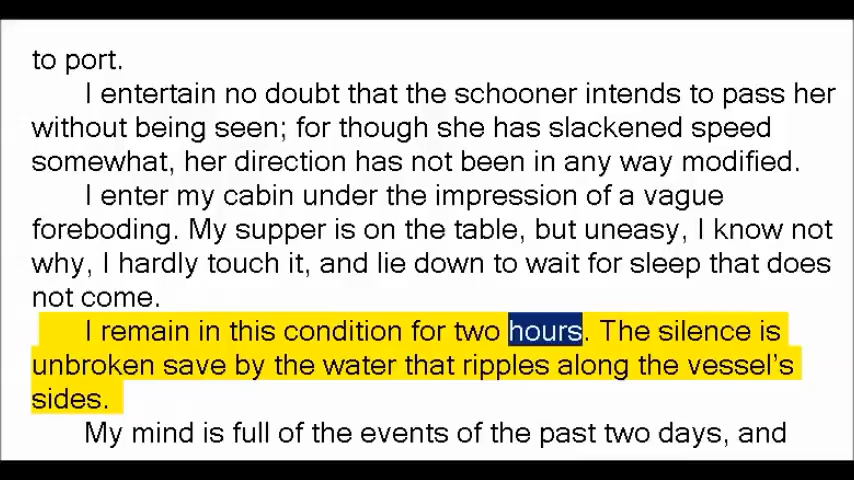 to port.
I entertain no doubt that the schooner intends to pass her
without being seen; for though she has slackened speed
somewhat, her direction has not been in any way modified.
I enter my cabin under the impression of a vague
foreboding. My supper is on the table, but uneasy, I know not
why, I hardly touch it, and lie down to wait for sleep that does
not come.
I remain in this condition for two hours. The silence is
unbroken save by the water that ripples along the vessel's
sides.
My mind is full of the events of the past two days, and